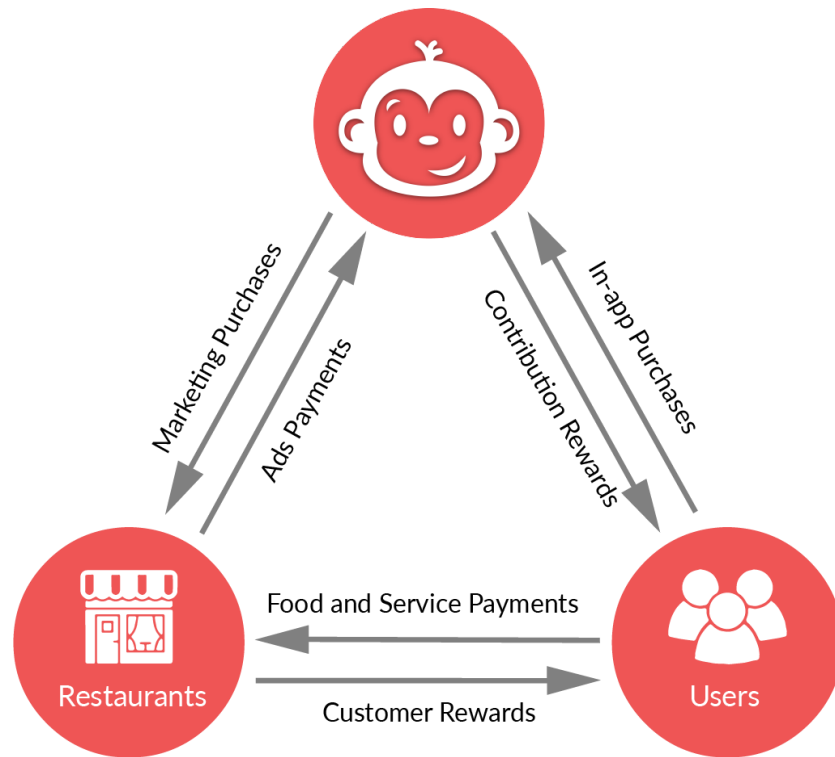 Marketing Purchases
Ads Payments
Contribution Rewards
In-app Purchases
Food and Service Payments
Customer Rewards
Restaurants
Users